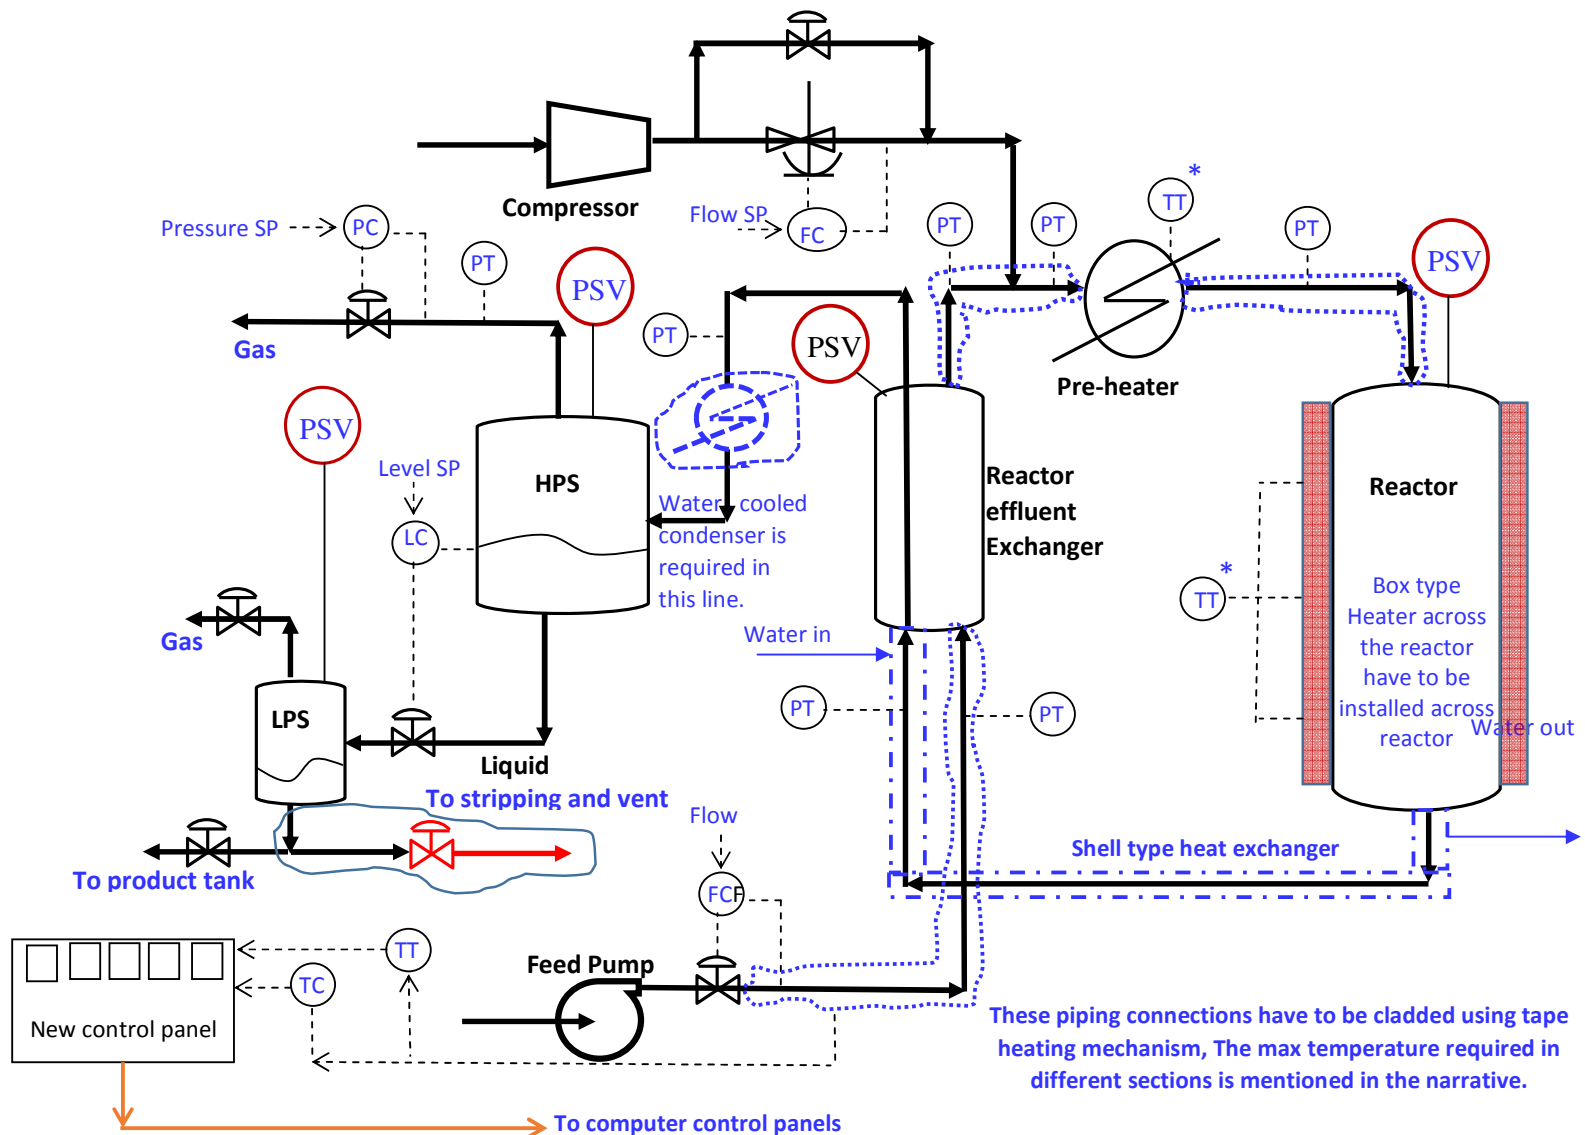 Compressor
Pressure SP
PC
PT
PSV
Flow SP
FC
PT
PT
TT
*
PT
PSV
Gas
PT
PSV
Pre-heater
PSV
Level SP
LC
HPS
Water cooled
condenser is
required in
this line.
Reactor
effluent
Exchanger
Reactor
TT
*
Box type
Heater across
the reactor
have to be
installed across
reactor
Water out
Gas
Water in
LPS
PT
PT
Liquid
To stripping and vent
To product tank
Flow
FCF
Shell type heat exchanger
TT
TC
Feed Pump
New control panel
These piping connections have to be cladded using tape
heating mechanism, The max temperature required in
different sections is mentioned in the narrative.
To computer control panels